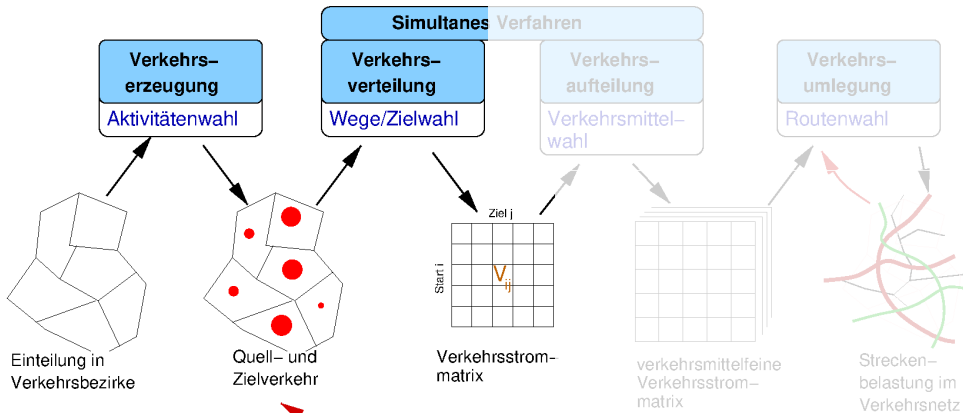 Simultanes Verfahren
Verkehrs–
erzeugung
Aktivitätenwahl
Verkehrs–
verteilung
Wege/Zielwahl
Verkehrs–
aufteilung
Verkehrsmittel–
wahl
Verkehrs–
umlegung
Routenwahl
Ziel j
Start i
V ij
Einteilung in
Verkehrsbezirke
Quell– und
Zielverkehr
Verkehrsstrom–
matrix
verkehrsmittelfeine
Verkehrsstrom–
matrix
Strecken–
belastung im
Verkehrsnetz